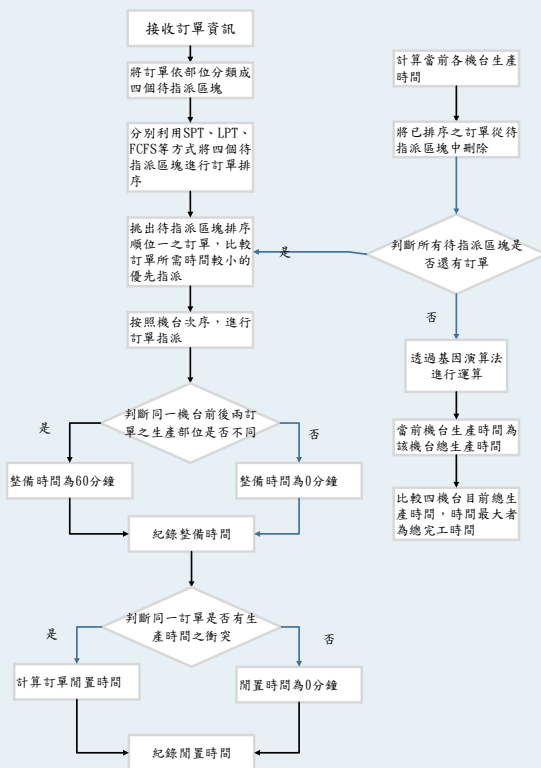 接收訂單資訊
將訂單依部位分類成
四個待指派區塊
分別利用SPT、LPT、
FCFS等方式將四個待
指派區塊進行訂單排
序
挑出待指派區塊排序
順位一之訂單，比較
訂單所需時間較小的
優先指派
按照機台次序，進行
訂單指派
判斷同一機台前後兩訂
單之生產部位是否不同
是
否
整備時間為60分鐘
整備時間為0分鐘
紀錄整備時間
判斷同一訂單是否有生
產時間之衝突
是
否
計算訂單閒置時間
閒置時間為0分鐘
紀錄閒置時間
計算當前各機台生產
時間
將已排序之訂單從待
指派區塊中刪除
判斷所有待指派區塊是
否還有訂單
是
否
透過基因演算法
進行運算
當前機台生產時間為
該機台總生產時間
比較四機台目前總生
產時間，時間最大者
為總完工時間